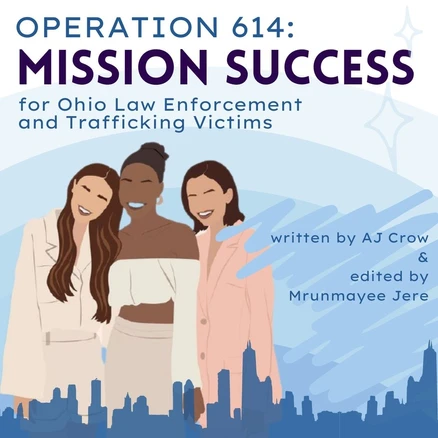 OPERATION 614:
MISSION SUCCESS
for Ohio Law Enforcement
and Trafficking Victims
written by AJ Crow
&
edited by
Mrunmayee Jere